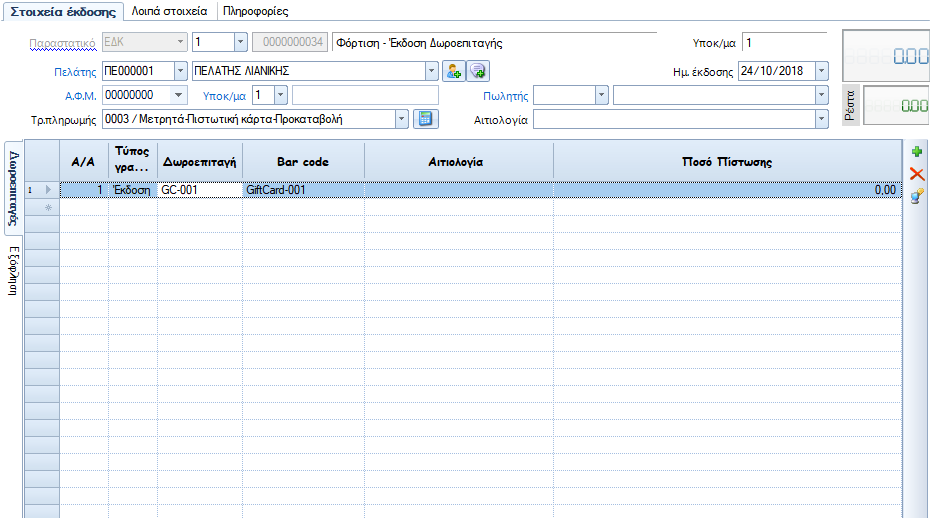 Στοιχεία έκδοσης Λοιπά στοιχεία Πληροφορίες
Παραστατικό ΕΔΚ 1 0000000034 Φόρτιση - Έκδοση Δωροεπιταγής Υποκ/μα 1 0.00
Πελάτης ΠΕ000001 ΠΕΛΑΤΗΣ ΛΙΑΝΙΚΗΣ Ημ. έκδοσης 24/10/2018
Α.Φ.Μ. 00000000 Υποκ/μα 1 Πωλητής Ρέστα 0.00
Τρ.πληρωμής 0003 / Μετρητά-Πιστωτική κάρτα-Προκαταβολή Αιτιολογία
Δωροεπιταγές
Εξόφληση
Α/Α Τύπος γρα... Δωροεπιταγή Bar code Αιτιολογία Ποσό Πίστωσης
1 1 Έκδοση GC-001 GiftCard-001 0,00